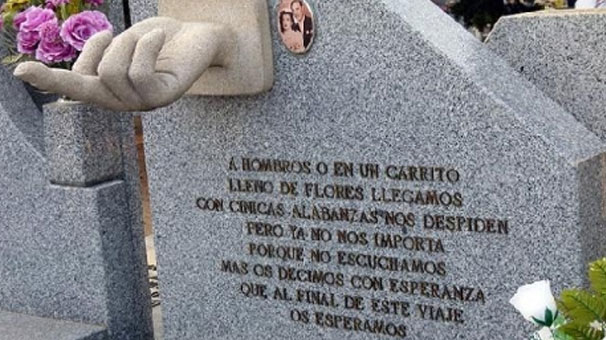 A HOMBROS O EN UN CARRITO
LLENO DE FLORES LLEGAMOS
CON CINICAS ALABANZAS NOS DESPIDEN
PERO YA NO NOS IMPORTA
PORQUE NO ESCUCHAMOS
MAS OS DECIMOS CON ESPERANZA
QUE AL FINAL DE ESTE VIAJE
OS ESPERAMOS